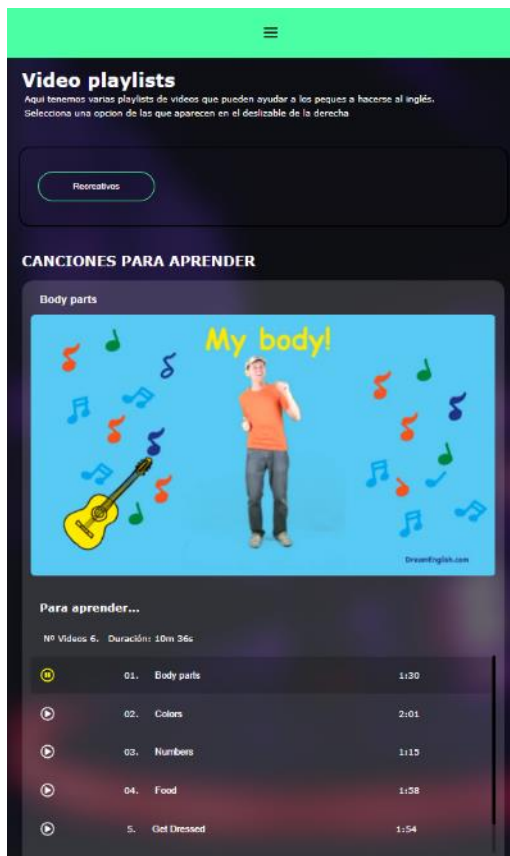 Video playlists
Aqui tenemos varias playlists de videos que pueden ayudar a los peques a hacerse al inglés.
Selecciona una opcion de las que aparecen en el deslizable de la derecha
Recreativos
CANCIONES PARA APRENDER
Body parts
My body!
DreamEnglish.com
Para aprender...
Nº Videos 6. Duración: 10m 36s
01. Body parts 1:30
02. Colors 2:01
03. Numbers 1:15
04. Food 1:58
5. Get Dressed 1:54